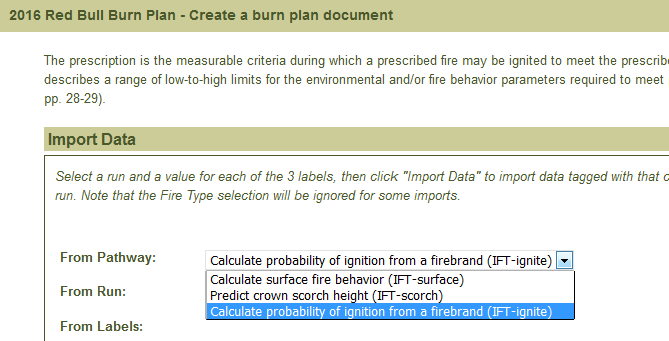 2016 Red Bull Burn Plan - Create a burn plan document
The prescription is the measurable criteria during which a prescribed fire may be ignited to meet the
describes a range of low-to-high limits for the environmental and/or fire behavior parameters required to meet
pp. 28-29).
Import Data
Select a run and a value for each of the 3 labels, then click "Import Data" to import data tagged with that
run. Note that the Fire Type selection will be ignored for some imports.
From Pathway:
Calculate probability of ignition from a firebrand (IFT-ignite)
Calculate surface fire behavior (IFT-surface)
From Run:
Predict crown scorch height (IFT-scorch)
Calculate probability of ignition from a firebrand (IFT-ignite)
From Labels: